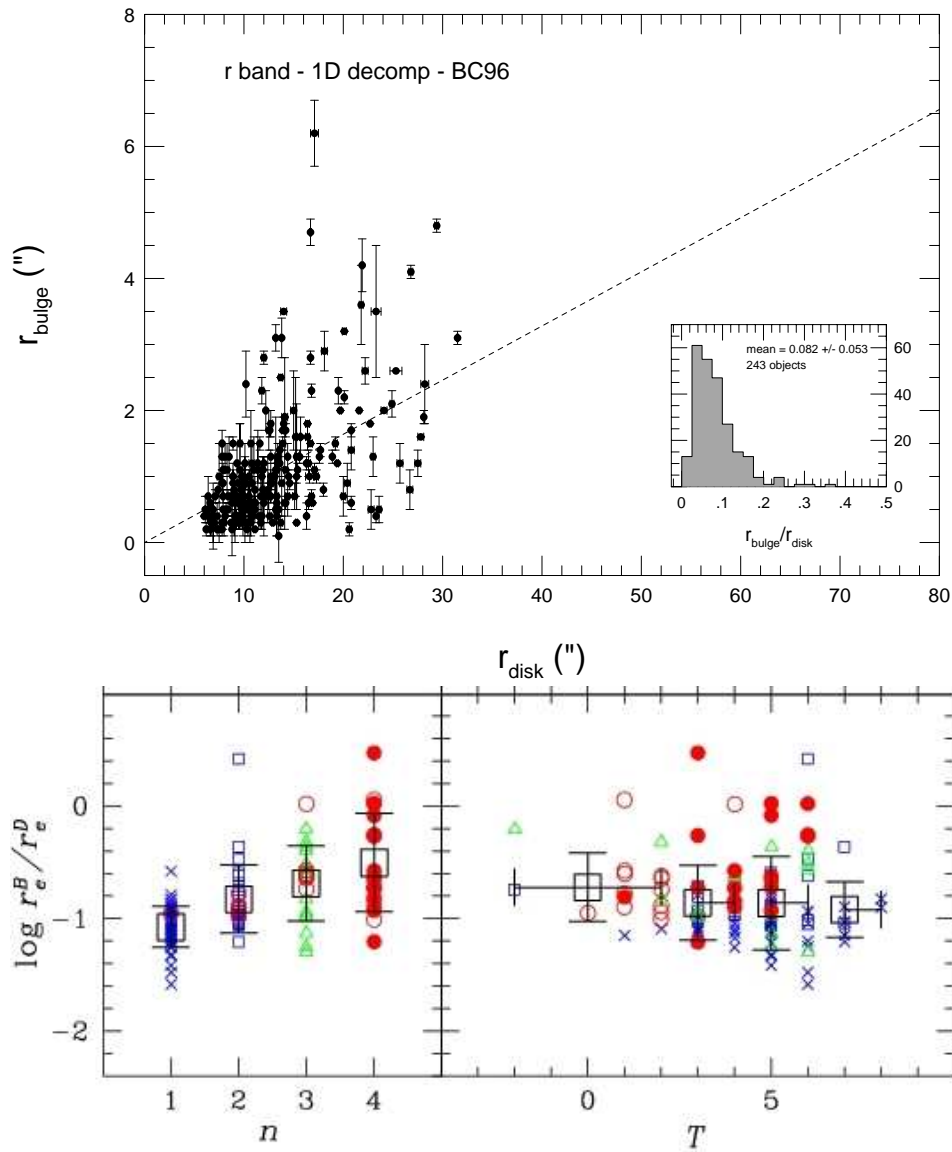 8
r band - 1D decomp - BC96
6
r_bulge (")
4
mean = 0.082 +/- 0.053
243 objects
60
40
20
0
0 .1 .2 .3 .4 .5
r_bulge/r_disk
2
0
0 10 20 30 40 50 60 70 80
r_disk (")
0
−1
−2
log r_e^B/r_e^D
1 2 3 4
0 5
n
T